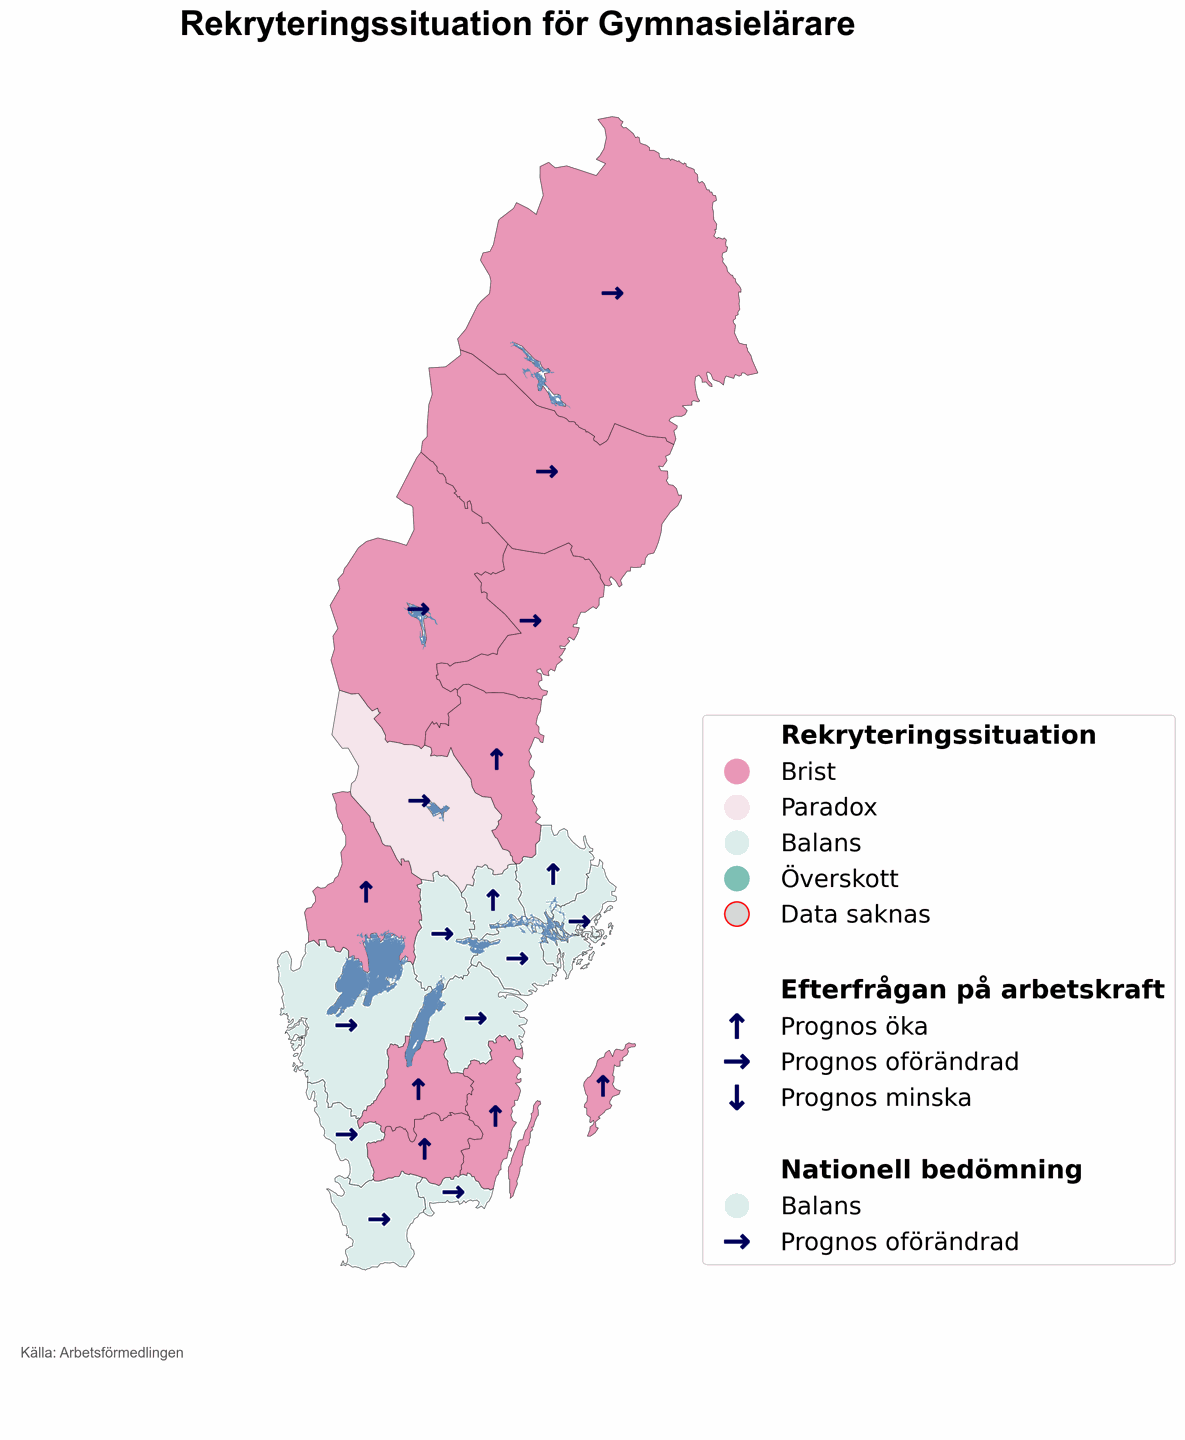 Rekryteringssituation för Gymnasielärare
Rekryteringssituation
Brist
Paradox
Balans
Överskott
Data saknas
Efterfrågan på arbetskraft
Prognos öka
Prognos oförändrad
Prognos minska
Nationell bedömning
Balans
Prognos oförändrad
Källa: Arbetsförmedlingen